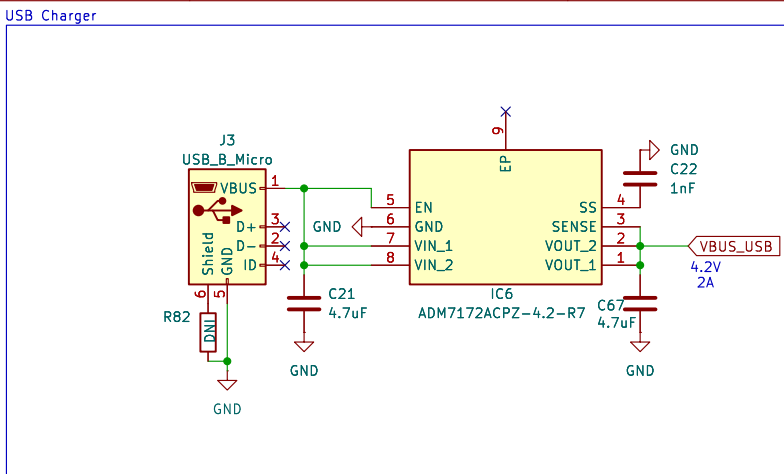 USB Charger
J3
USB_B_Micro
VBUS
1
D+
3
D-
2
ID
4
Shield
GND
6
5
R82
DNI
GND
C21
4.7uF
GND
GND
9
EP
5
EN
6
GND
7
VIN_1
8
VIN_2
SS
4
SENSE
3
VOUT_2
2
VOUT_1
1
IC6
ADM7172ACPZ-4.2-R7
GND
C22
1nF
VBUS_USB
4.2V
2A
C67
4.7uF
GND